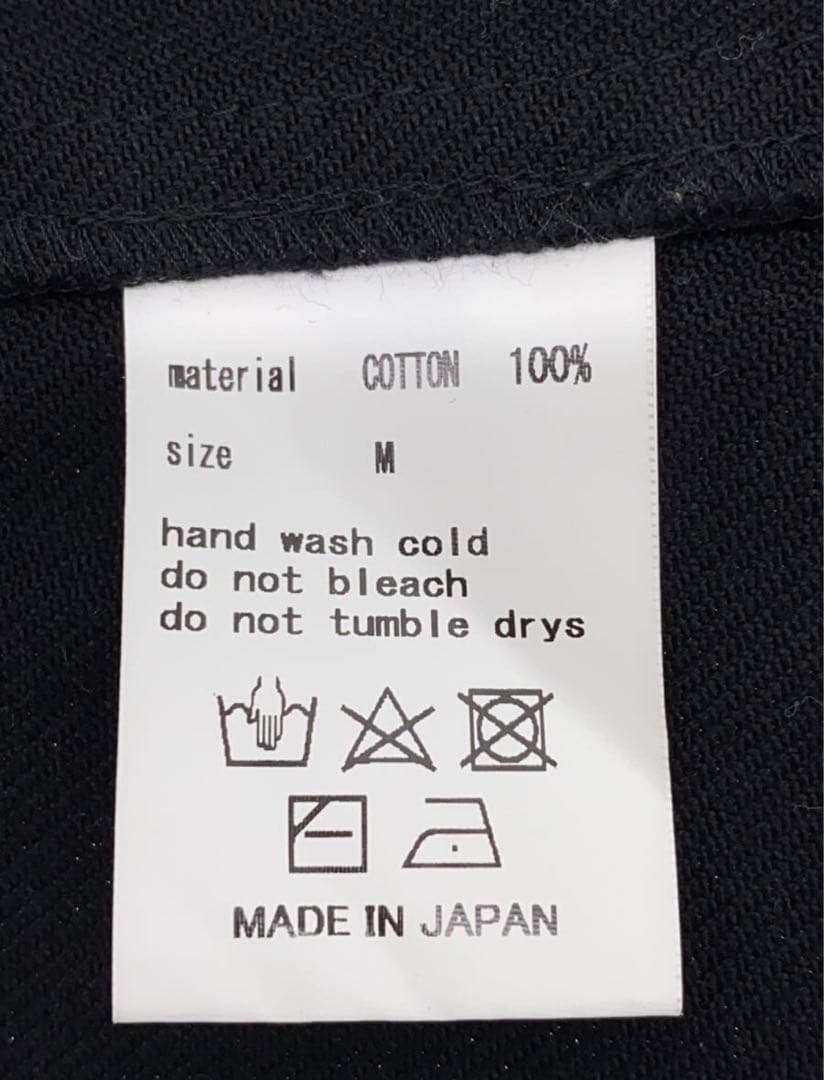 material COTTON 100%
size M
hand wash cold
do not bleach
do not tumble drys
MADE IN JAPAN